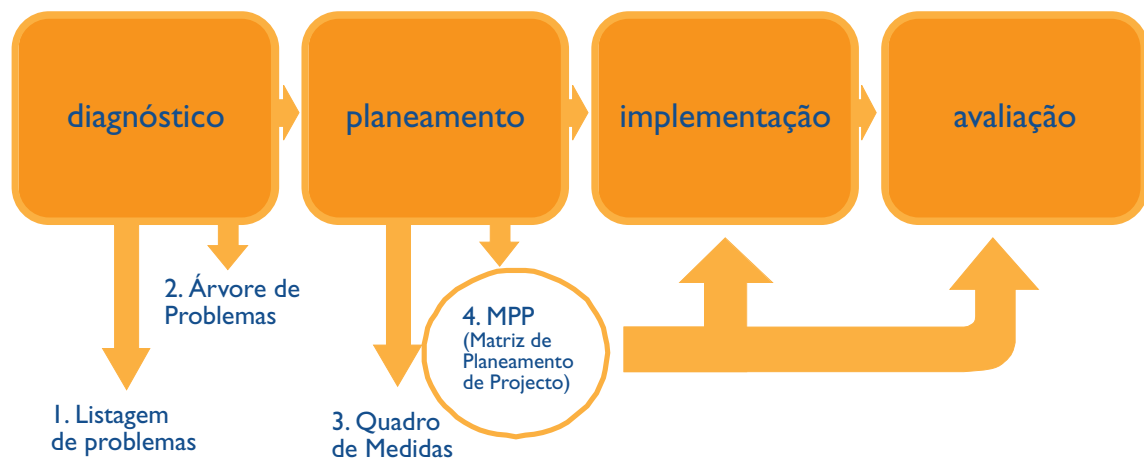 diagnóstico
planeamento
implementação
avaliação
2. Árvore de
Problemas
1. Listagem
de problemas
3. Quadro
de Medidas
4. MPP
(Matriz de
Planeamento
de Projecto)